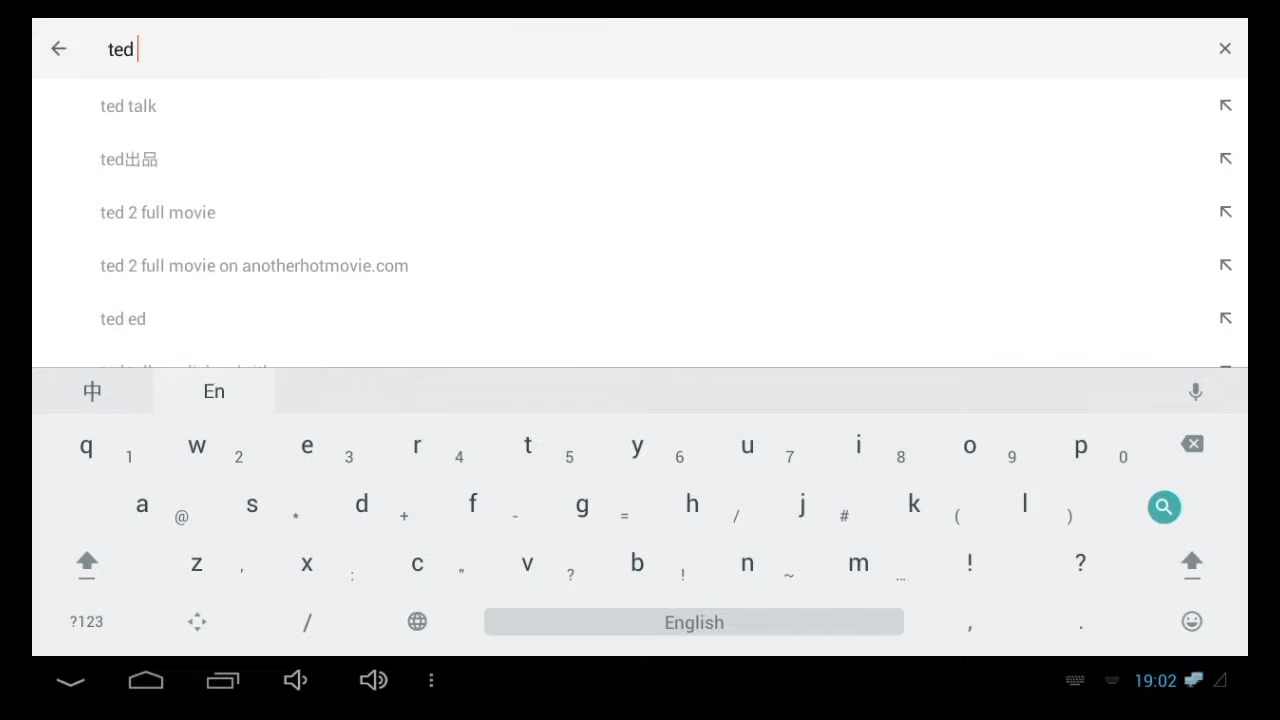 ted
ted talk
ted出品
ted 2 full movie
ted 2 full movie on anotherhotmovie.com
ted ed
中 En
q 1 w 2 e 3 r 4 t 5 y 6 u 7 i 8 o 9 p 0
a @ s * d + f - g = h / j # k ( l )
z ' x : c " v ? b ! n ~ m ... ! ?
?123 / English , .
19:02